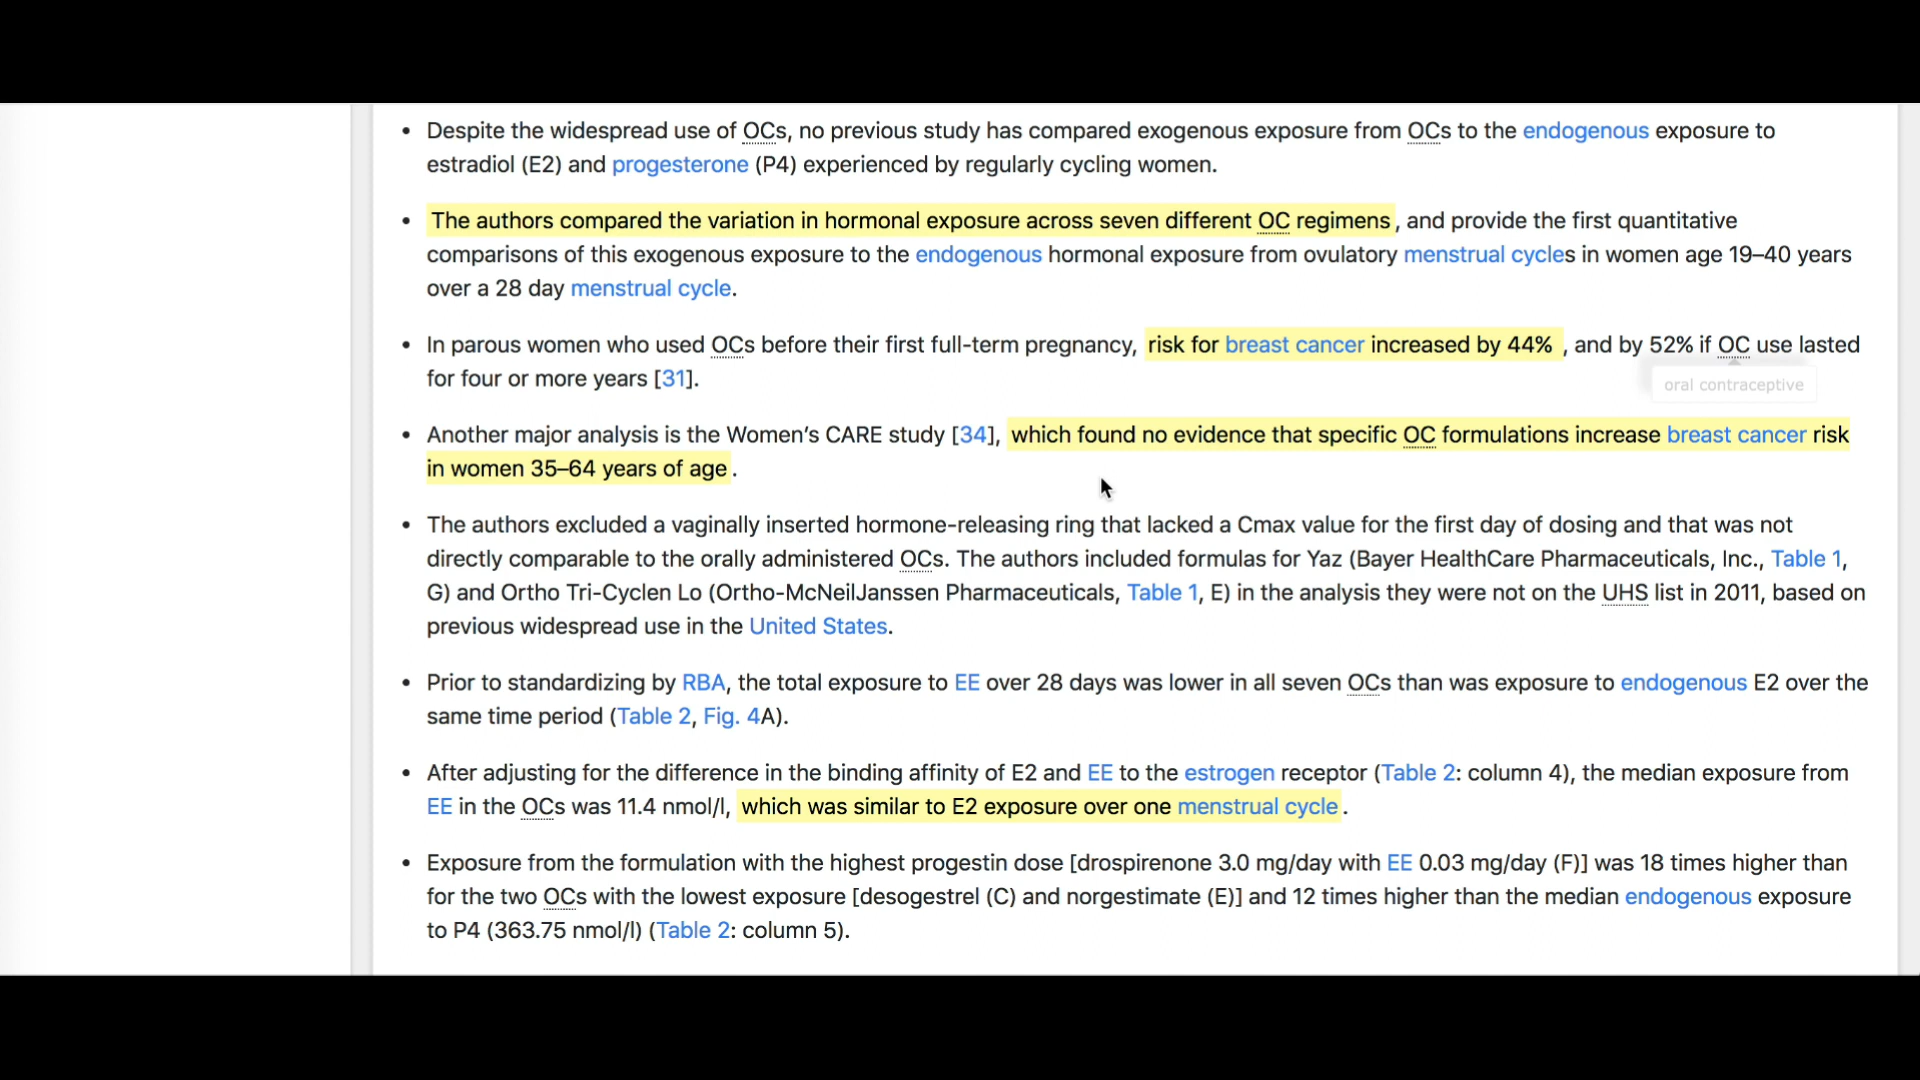 • Despite the widespread use of OCs, no previous study has compared exogenous exposure from OCs to the endogenous exposure to
estradiol (E2) and progesterone (P4) experienced by regularly cycling women.
• The authors compared the variation in hormonal exposure across seven different OC regimens, and provide the first quantitative
comparisons of this exogenous exposure to the endogenous hormonal exposure from ovulatory menstrual cycles in women age 19–40 years
over a 28 day menstrual cycle.
• In parous women who used OCs before their first full-term pregnancy, risk for breast cancer increased by 44% , and by 52% if OC use lasted
for four or more years [31].
oral contraceptive
• Another major analysis is the Women's CARE study [34], which found no evidence that specific OC formulations increase breast cancer risk
in women 35–64 years of age .
• The authors excluded a vaginally inserted hormone-releasing ring that lacked a Cmax value for the first day of dosing and that was not
directly comparable to the orally administered OCs. The authors included formulas for Yaz (Bayer HealthCare Pharmaceuticals, Inc., Table 1,
G) and Ortho Tri-Cyclen Lo (Ortho-McNeilJanssen Pharmaceuticals, Table 1, E) in the analysis they were not on the UHS list in 2011, based on
previous widespread use in the United States.
• Prior to standardizing by RBA, the total exposure to EE over 28 days was lower in all seven OCs than was exposure to endogenous E2 over the
same time period (Table 2, Fig. 4A).
• After adjusting for the difference in the binding affinity of E2 and EE to the estrogen receptor (Table 2: column 4), the median exposure from
EE in the OCs was 11.4 nmol/l, which was similar to E2 exposure over one menstrual cycle .
• Exposure from the formulation with the highest progestin dose [drospirenone 3.0 mg/day with EE 0.03 mg/day (F)] was 18 times higher than
for the two OCs with the lowest exposure [desogestrel (C) and norgestimate (E)] and 12 times higher than the median endogenous exposure
to P4 (363.75 nmol/l) (Table 2: column 5).